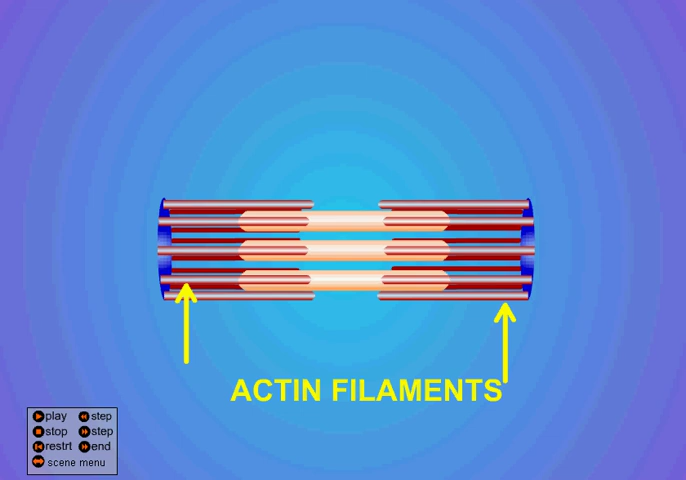 ACTIN FILAMENTS
play step
stop step
restrt end
scene menu